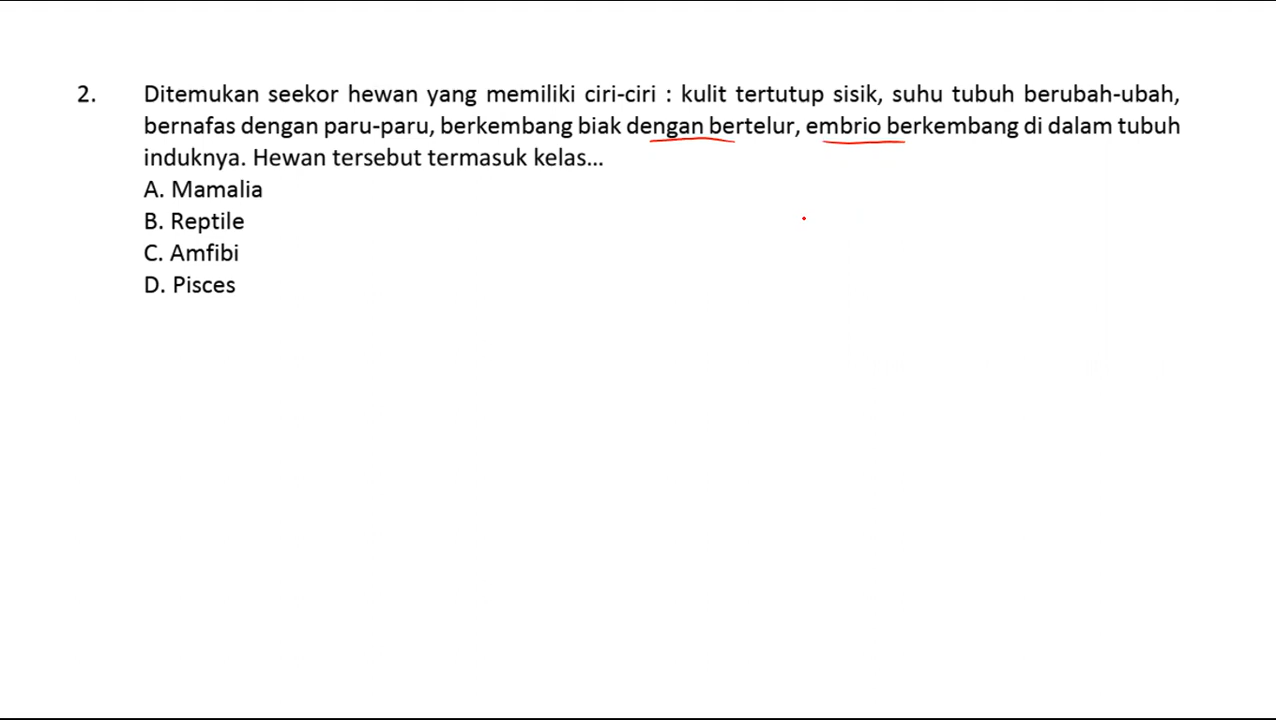 2. Ditemukan seekor hewan yang memiliki ciri-ciri : kulit tertutup sisik, suhu tubuh berubah-ubah,
bernafas dengan paru-paru, berkembang biak dengan bertelur, embrio berkembang di dalam tubuh
induknya. Hewan tersebut termasuk kelas...
A. Mamalia
B. Reptile
C. Amfibi
D. Pisces